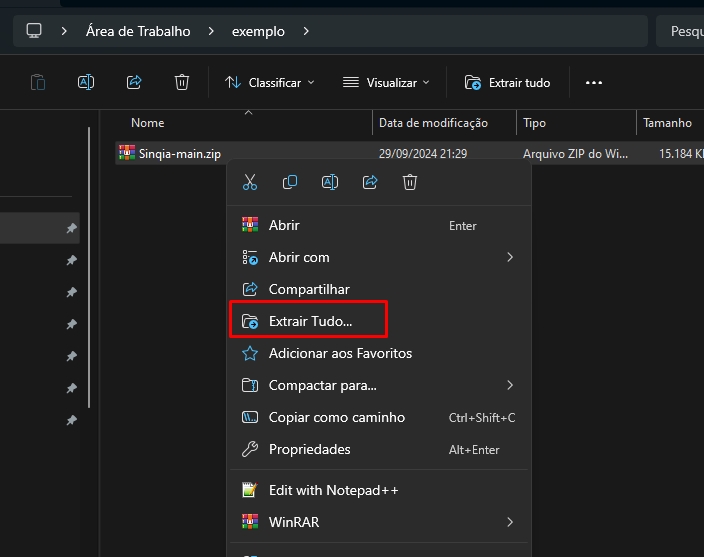 Área de Trabalho > exemplo >
Pesqu
Classificar
Visualizar
Extrair tudo
Nome
Data de modificação
Tipo
Tamanho
Sinqia-main.zip
29/09/2024 21:29
Arquivo ZIP do Wi...
15.184 K
Abrir Enter
Abrir com
Compartilhar
Extrair Tudo...
Adicionar aos Favoritos
Compactar para...
Copiar como caminho Ctrl+Shift+C
Propriedades Alt+Enter
Edit with Notepad++
WinRAR